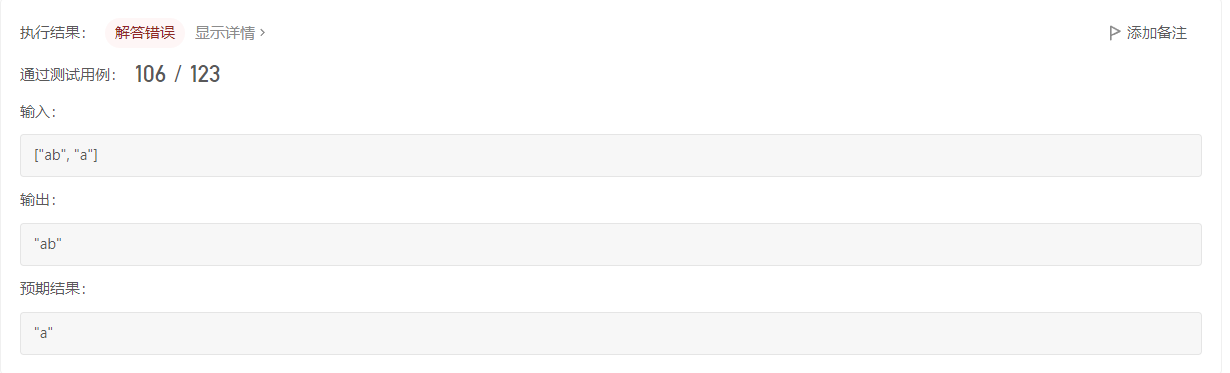 执行结果： 解答错误 显示详情 › 添加备注
通过测试用例： 106 / 123
输入：
["ab", "a"]
输出：
"ab"
预期结果：
"a"